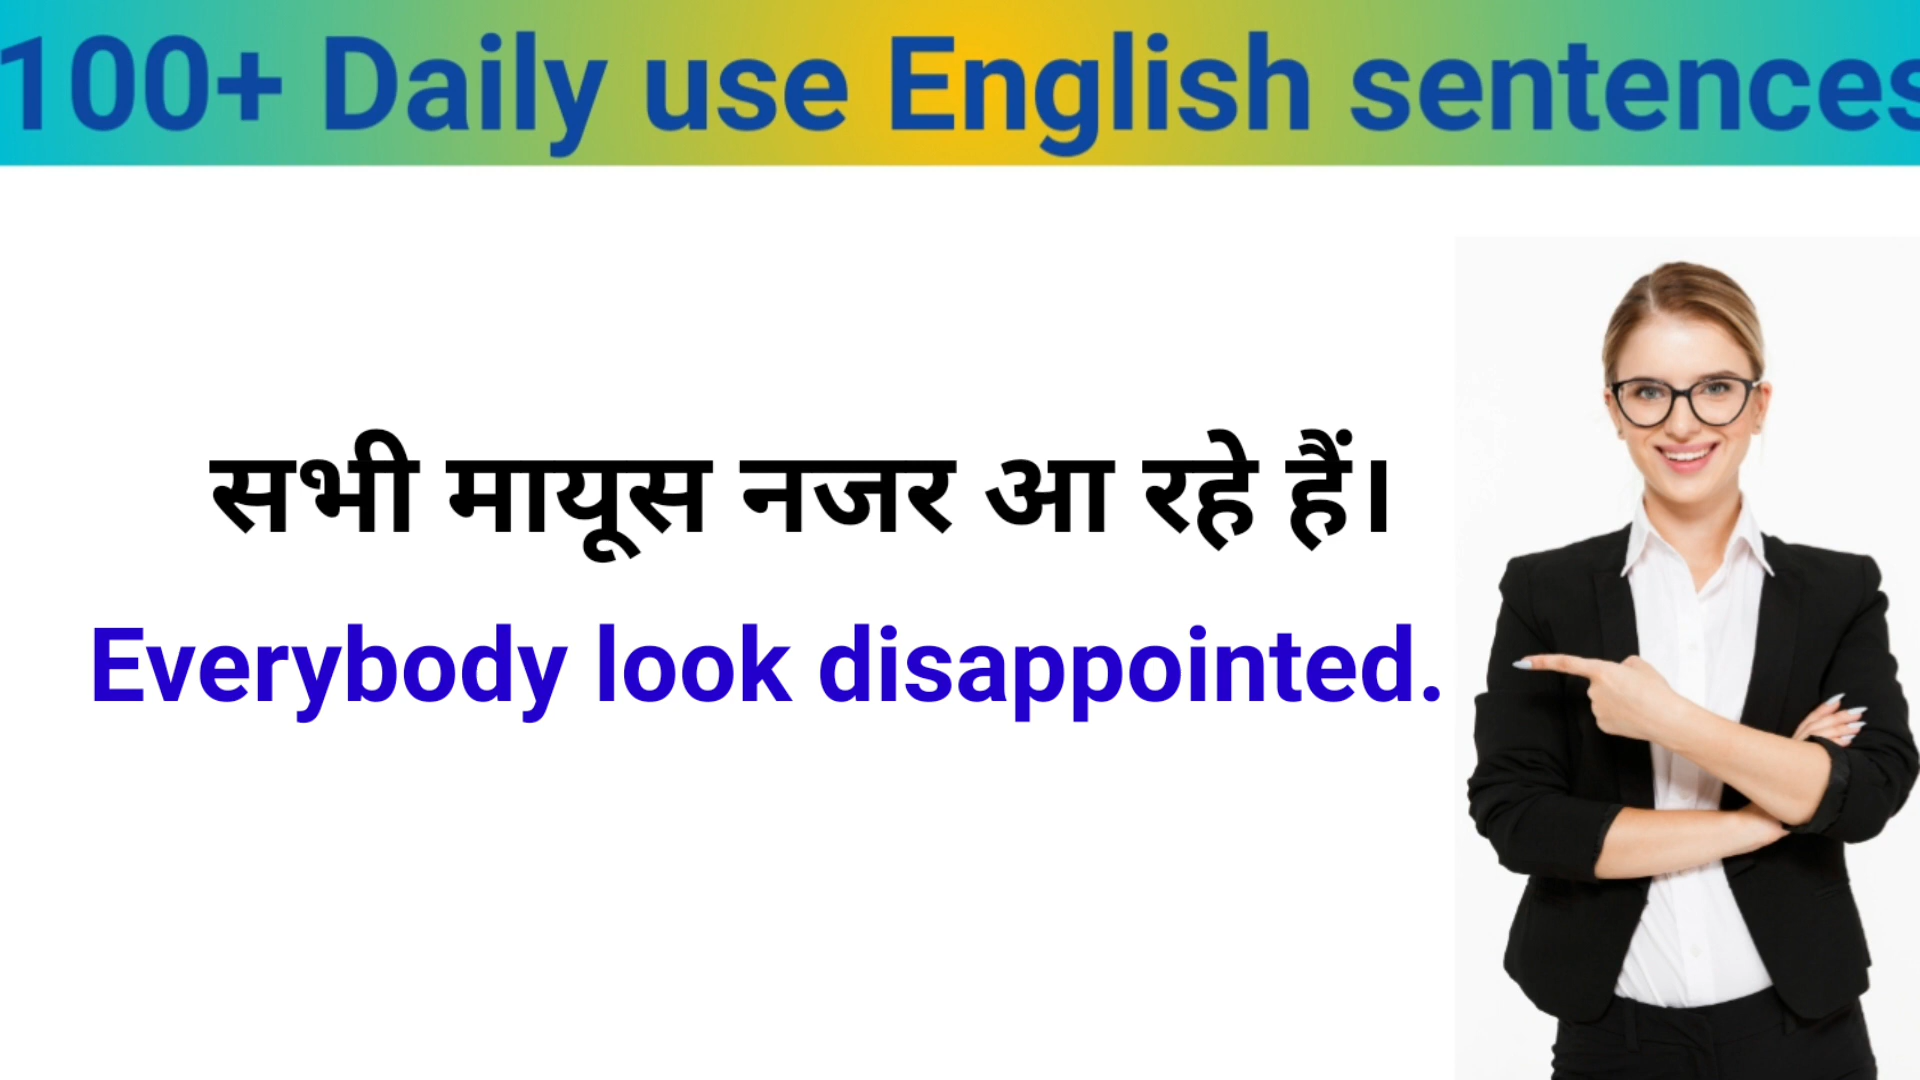 100+ Daily use English sentences
सभी मायूस नजर आ रहे हैं।
Everybody look disappointed.